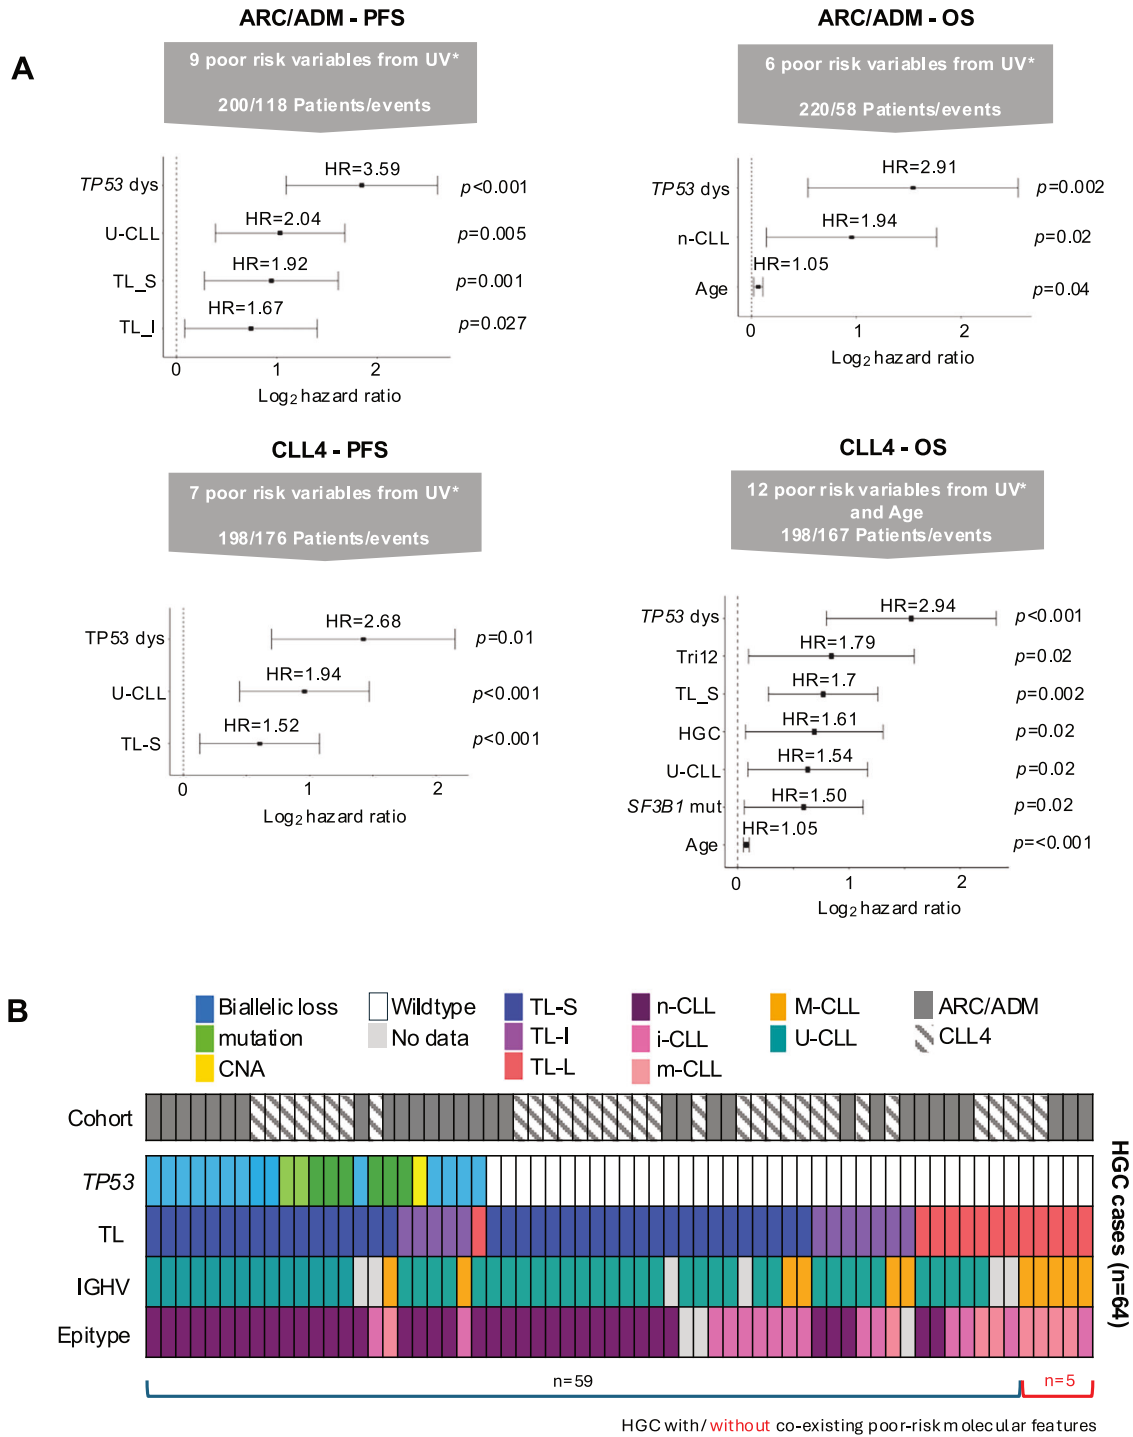 A
ARC/ADM - PFS
9 poor risk variables from UV*
200/118 Patients/events
TP53 dys
HR=3.59
p<0.001
U-CLL
HR=2.04
p=0.005
TL_S
HR=1.92
p=0.001
TL_I
HR=1.67
p=0.027
0
1
2
Log2 hazard ratio
ARC/ADM - OS
6 poor risk variables from UV*
220/58 Patients/events
TP53 dys
HR=2.91
p=0.002
n-CLL
HR=1.94
p=0.02
Age
HR=1.05
p=0.04
0
1
2
Log2 hazard ratio
CLL4 - PFS
7 poor risk variables from UV*
198/176 Patients/events
TP53 dys
HR=2.68
p=0.01
U-CLL
HR=1.94
p<0.001
TL-S
HR=1.52
p<0.001
0
1
2
Log2 hazard ratio
CLL4 - OS
12 poor risk variables from UV*
and Age
198/167 Patients/events
TP53 dys
HR=2.94
p<0.001
Tri12
HR=1.79
p=0.02
TL_S
HR=1.7
p=0.002
HGC
HR=1.61
p=0.02
U-CLL
HR=1.54
p=0.02
SF3B1 mut
HR=1.50
p=0.02
Age
HR=1.05
p=<0.001
0
1
2
Log2 hazard ratio
B
Biallelic loss
mutation
CNA
Wildtype
No data
TL-S
TL-I
TL-L
n-CLL
i-CLL
m-CLL
M-CLL
U-CLL
ARC/ADM
CLL4
Cohort
TP53
TL
IGHV
Epitype
HGC cases (n=64)
n=59
n=5
HGC with/without co-existing poor-risk molecular features